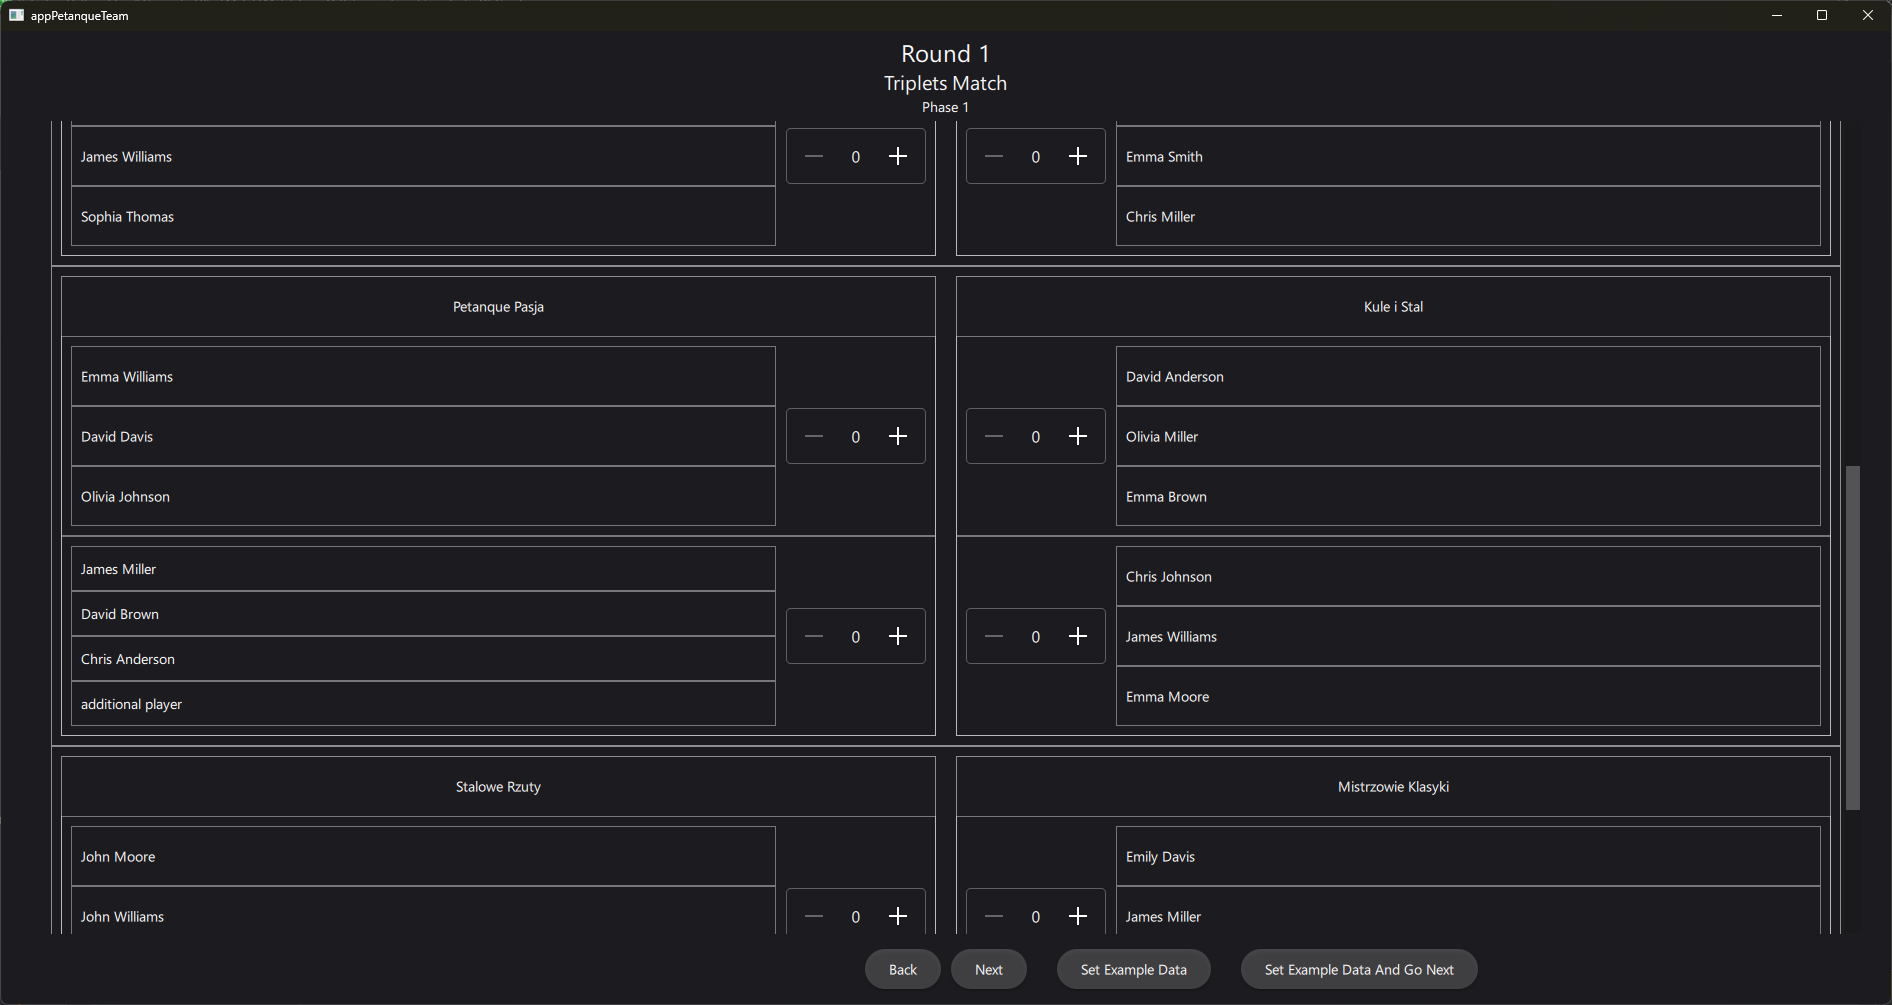 appPetanqueTeam
Round 1
Triplets Match
Phase 1
James Williams
0
0
Emma Smith
Sophia Thomas
Chris Miller
Petanque Pasja
Kule i Stal
Emma Williams
David Anderson
David Davis
0
0
Olivia Miller
Olivia Johnson
Emma Brown
James Miller
Chris Johnson
David Brown
0
0
James Williams
Chris Anderson
Emma Moore
additional player
Stalowe Rzuty
Mistrzowie Klasyki
John Moore
Emily Davis
John Williams
0
0
James Miller
Back
Next
Set Example Data
Set Example Data And Go Next